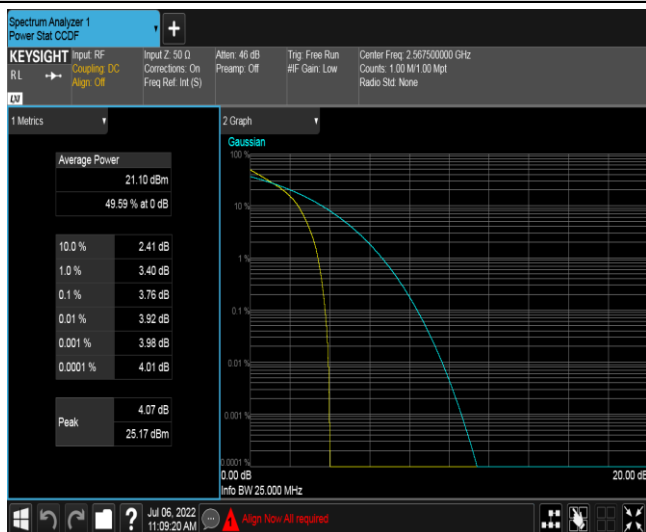 Spectrum Analyzer 1
Power Stat CCDF
+
KEYSIGHT
RL
LXI
Input: RF
Coupling: DC
Align: Off
Input Z: 50 Ω
Corrections: On
Freq Ref: Int (S)
Atten: 46 dB
Preamp: Off
Trig: Free Run
#IF Gain: Low
Center Freq: 2.567500000 GHz
Counts: 1.00 M/1.00 Mpt
Radio Std: None
1 Metrics
Average Power
21.10 dBm
49.59 % at 0 dB
10.0 % 2.41 dB
1.0 % 3.40 dB
0.1 % 3.76 dB
0.01 % 3.92 dB
0.001 % 3.98 dB
0.0001 % 4.01 dB
Peak 4.07 dB
25.17 dBm
2 Graph
Gaussian
100 %
10 %
1 %
0.1 %
0.01 %
0.001 %
0.0001 %
0.00 dB 20.00 dB
Info BW 25.000 MHz
?
Jul 06, 2022
11:09:20 AM
Align Now All required